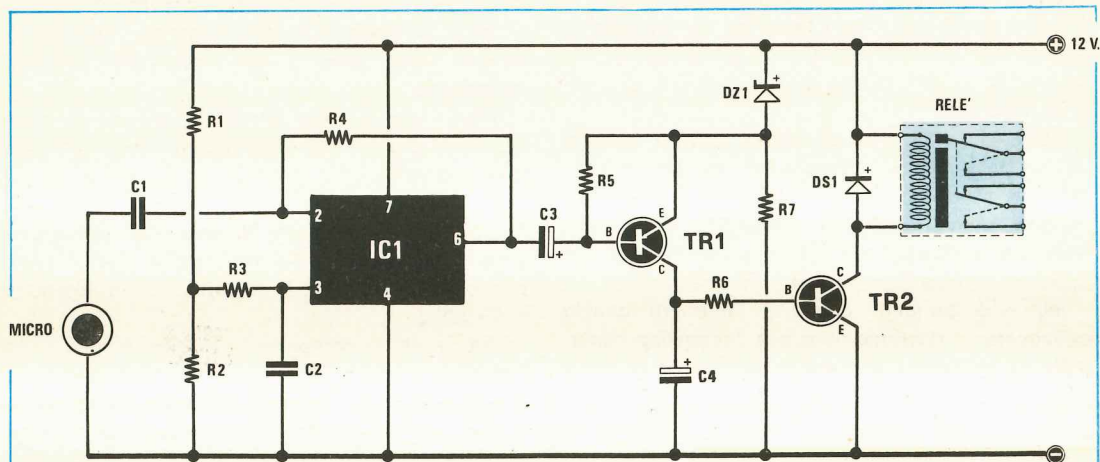 12 V.
DZ1
RELE'
R1
R4
C1
R5
DS1
2
7
R7
E
C3
6
B
TR1
IC1
+
C
R3
3
4
R6
C
B
TR2
E
MICRO
R2
C2
+
C4